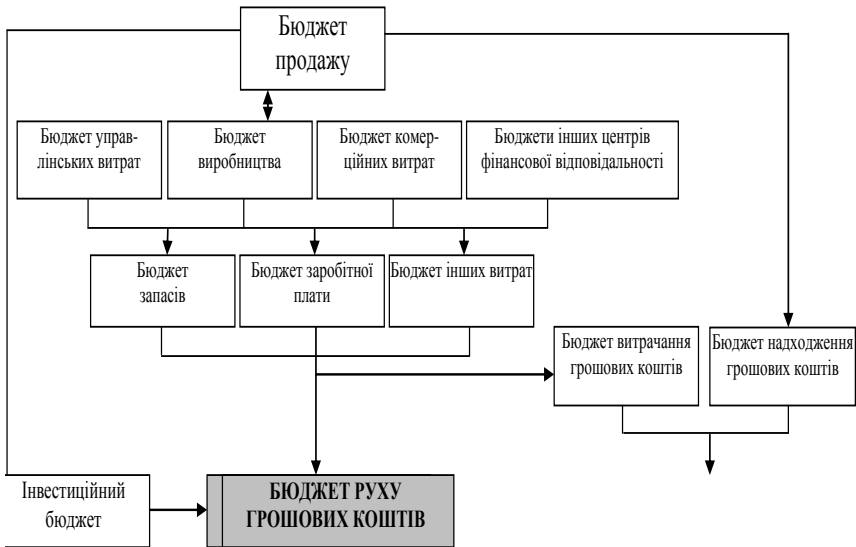 Бюджет
продажу
Бюджет управ-
лінських витрат
Бюджет
виробництва
Бюджет комер-
ційних витрат
Бюджети інших центрів
фінансової відповідальності
Бюджет
запасів
Бюджет заробітної
плати
Бюджет інших витрат
Бюджет витрачання
грошових коштів
Бюджет надходження
грошових коштів
Інвестиційний
бюджет
БЮДЖЕТ РУХУ
ГРОШОВИХ КОШТІВ